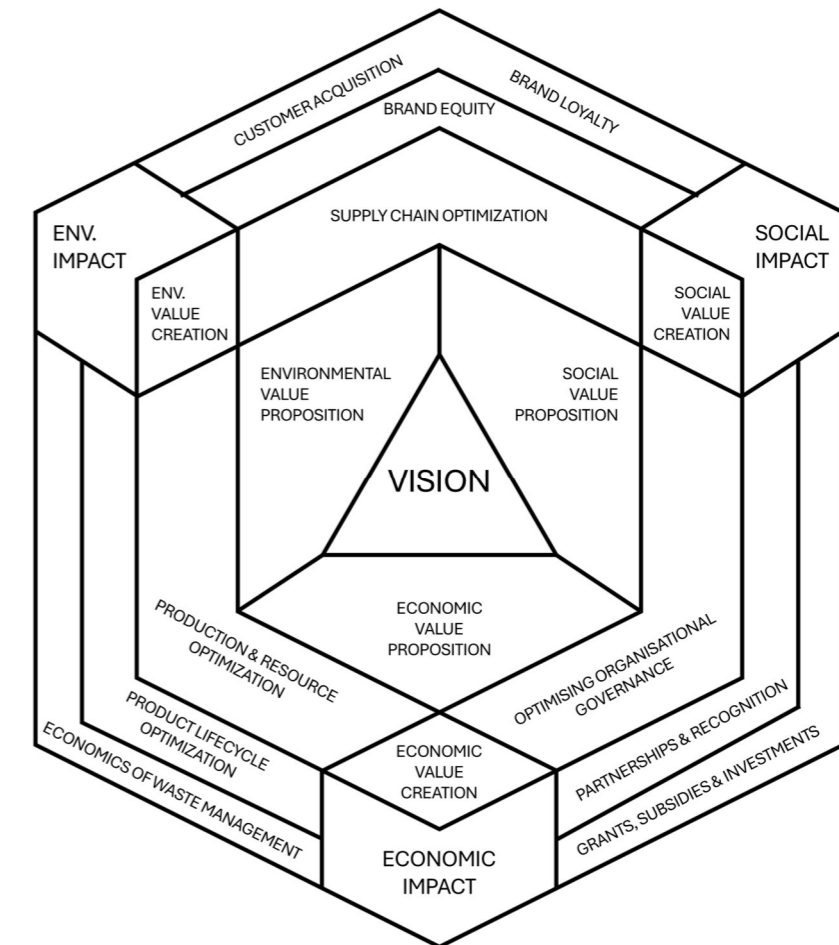 CUSTOMER ACQUISITION
BRAND LOYALTY
BRAND EQUITY
SUPPLY CHAIN OPTIMIZATION
ENV.
IMPACT
SOCIAL
IMPACT
ENV.
VALUE
CREATION
SOCIAL
VALUE
CREATION
ENVIRONMENTAL
VALUE
PROPOSITION
SOCIAL
VALUE
PROPOSITION
VISION
ECONOMIC
VALUE
PROPOSITION
PRODUCTION & RESOURCE
OPTIMIZATION
OPTIMISING ORGANISATIONAL
GOVERNANCE
PRODUCT LIFECYCLE
OPTIMIZATION
PARTNERSHIPS & RECOGNITION
ECONOMICS OF WASTE MANAGEMENT
GRANTS, SUBSIDIES & INVESTMENTS
ECONOMIC
VALUE
CREATION
ECONOMIC
IMPACT